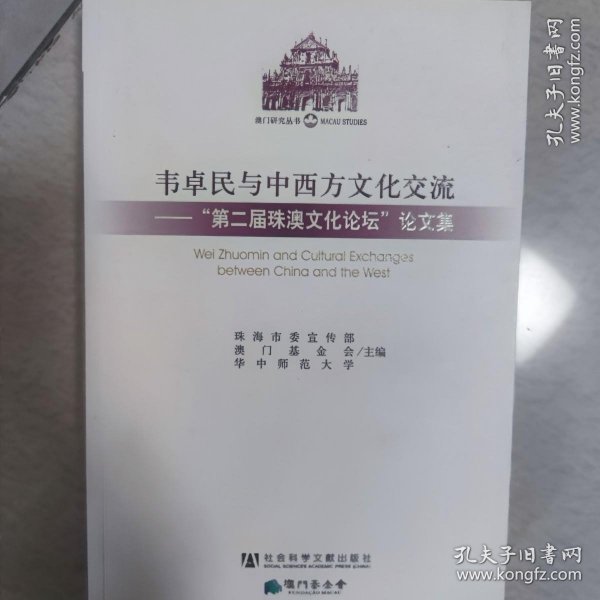 孔夫子旧书网
www.kongfz.com
澳门研究丛书 MACAU STUDIES
韦卓民与中西方文化交流
——“第二届珠澳文化论坛”论文集
Wei Zhuomin and Cultural Exchanges
between China and the West
珠海市委宣传部
澳门基金会/主编
华中师范大学
社会科学文献出版社
SOCIAL SCIENCES ACADEMIC PRESS (CHINA)
澳門基金會
FUNDAÇÃO MACAU
孔夫子旧书网
www.kongfz.com